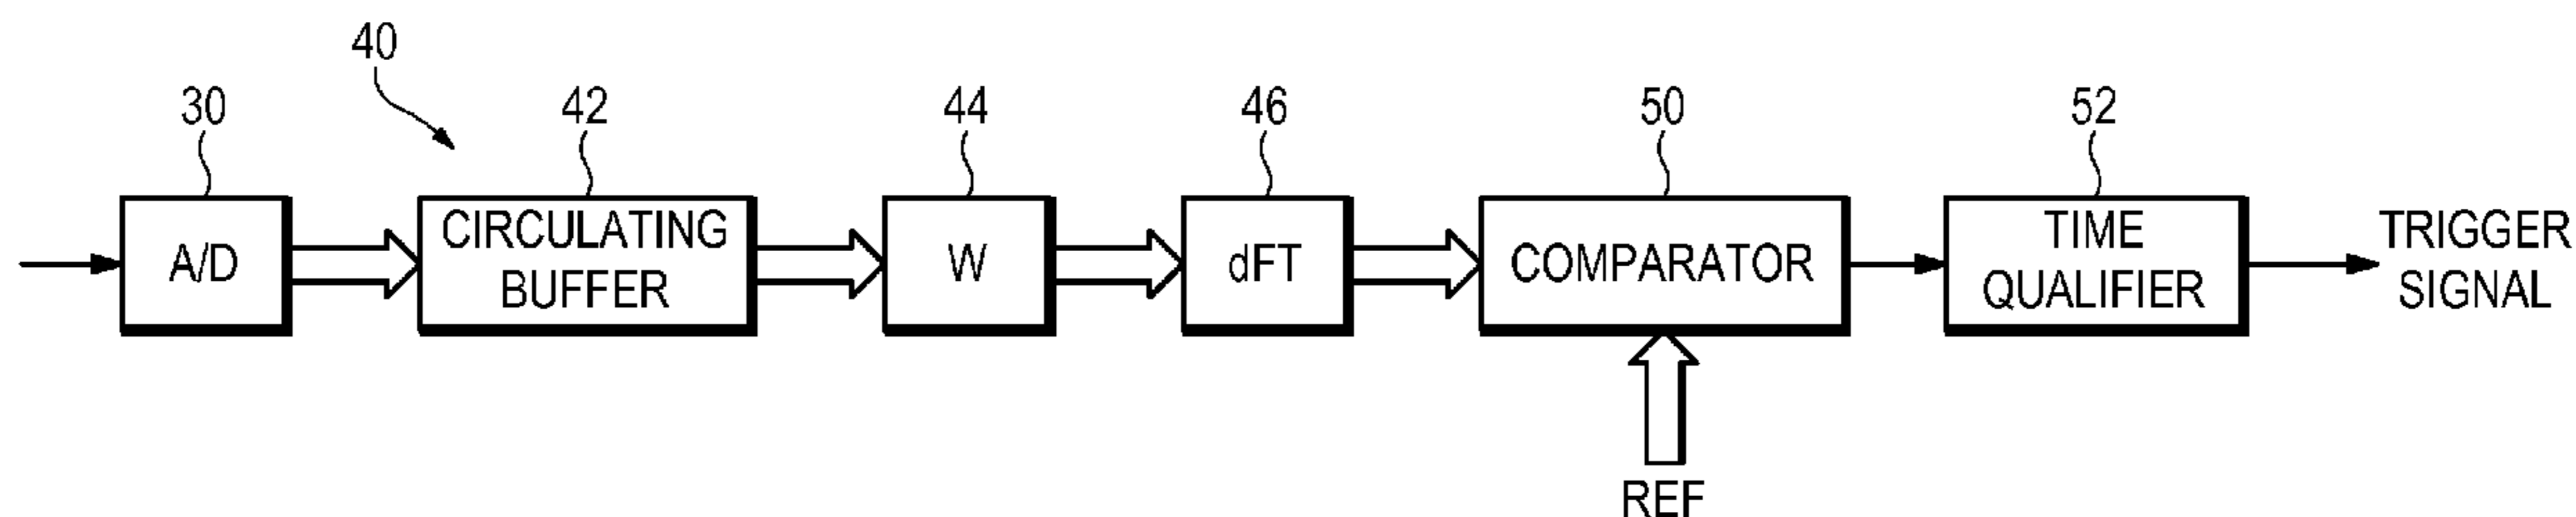 40
30
42
44
46
50
52
A/D
CIRCULATING
BUFFER
W
dFT
COMPARATOR
TIME
QUALIFIER
TRIGGER
SIGNAL
REF